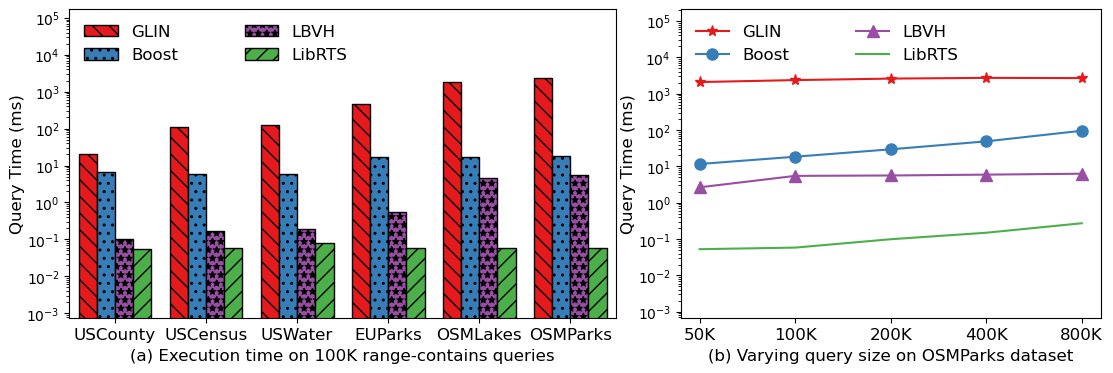 GLIN
Boost
LBVH
LibRTS
Query Time (ms)
10^5
10^4
10^3
10^2
10^1
10^0
10^-1
10^-2
10^-3
USCounty USCensus USWater EUParks OSMLakes OSMParks
(a) Execution time on 100K range-contains queries
GLIN
Boost
LBVH
LibRTS
Query Time (ms)
10^5
10^4
10^3
10^2
10^1
10^0
10^-1
10^-2
10^-3
50K 100K 200K 400K 800K
(b) Varying query size on OSMParks dataset